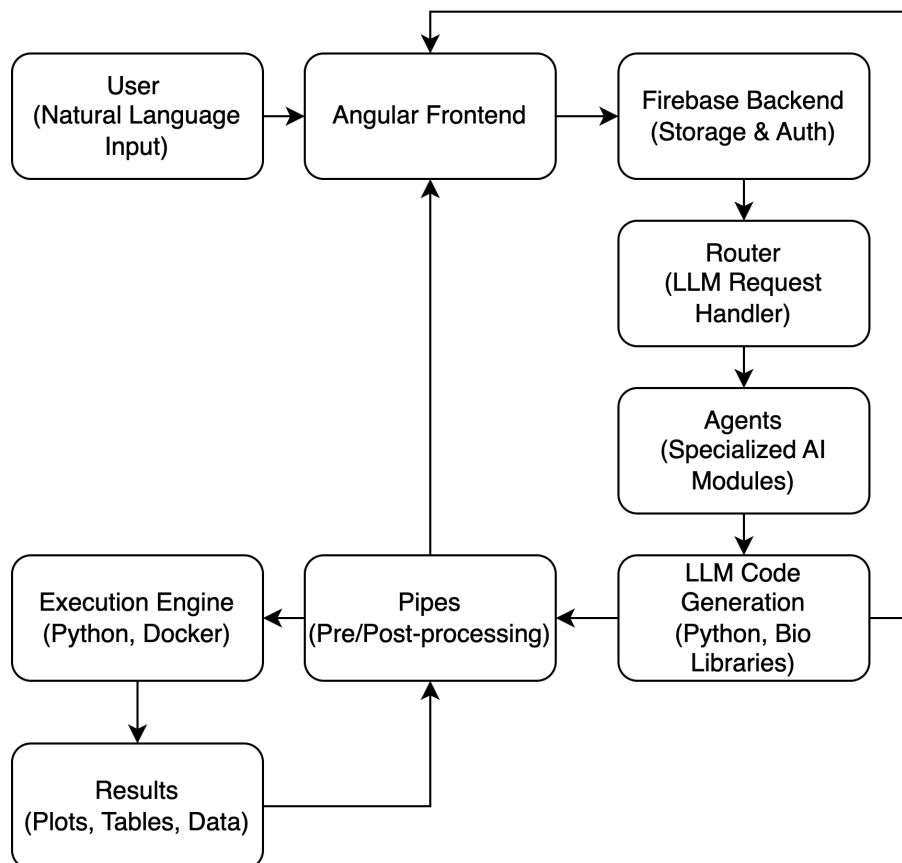 User
(Natural Language
Input)
Angular Frontend
Firebase Backend
(Storage & Auth)
Router
(LLM Request
Handler)
Agents
(Specialized AI
Modules)
LLM Code
Generation
(Python, Bio
Libraries)
Pipes
(Pre/Post-processing)
Execution Engine
(Python, Docker)
Results
(Plots, Tables, Data)